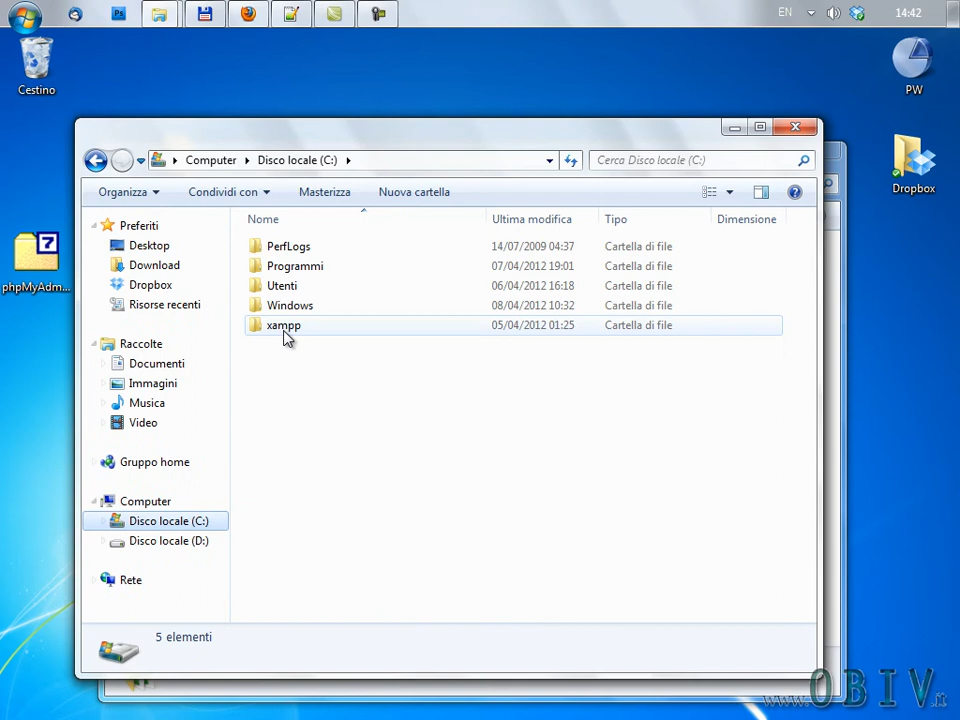 Ps
EN
14:42
Cestino
PW
Dropbox
phpMyAdm...
Computer
Disco locale (C:)
Cerca Disco locale (C:)
Organizza
Condividi con
Masterizza
Nuova cartella
Nome
Ultima modifica
Tipo
Dimensione
PerfLogs 14/07/2009 04:37 Cartella di file
Programmi 07/04/2012 19:01 Cartella di file
Utenti 06/04/2012 16:18 Cartella di file
Windows 08/04/2012 10:32 Cartella di file
xampp 05/04/2012 01:25 Cartella di file
Preferiti
Desktop
Download
Dropbox
Risorse recenti
Raccolte
Documenti
Immagini
Musica
Video
Gruppo home
Computer
Disco locale (C:)
Disco locale (D:)
Rete
5 elementi
www.OBIV.it